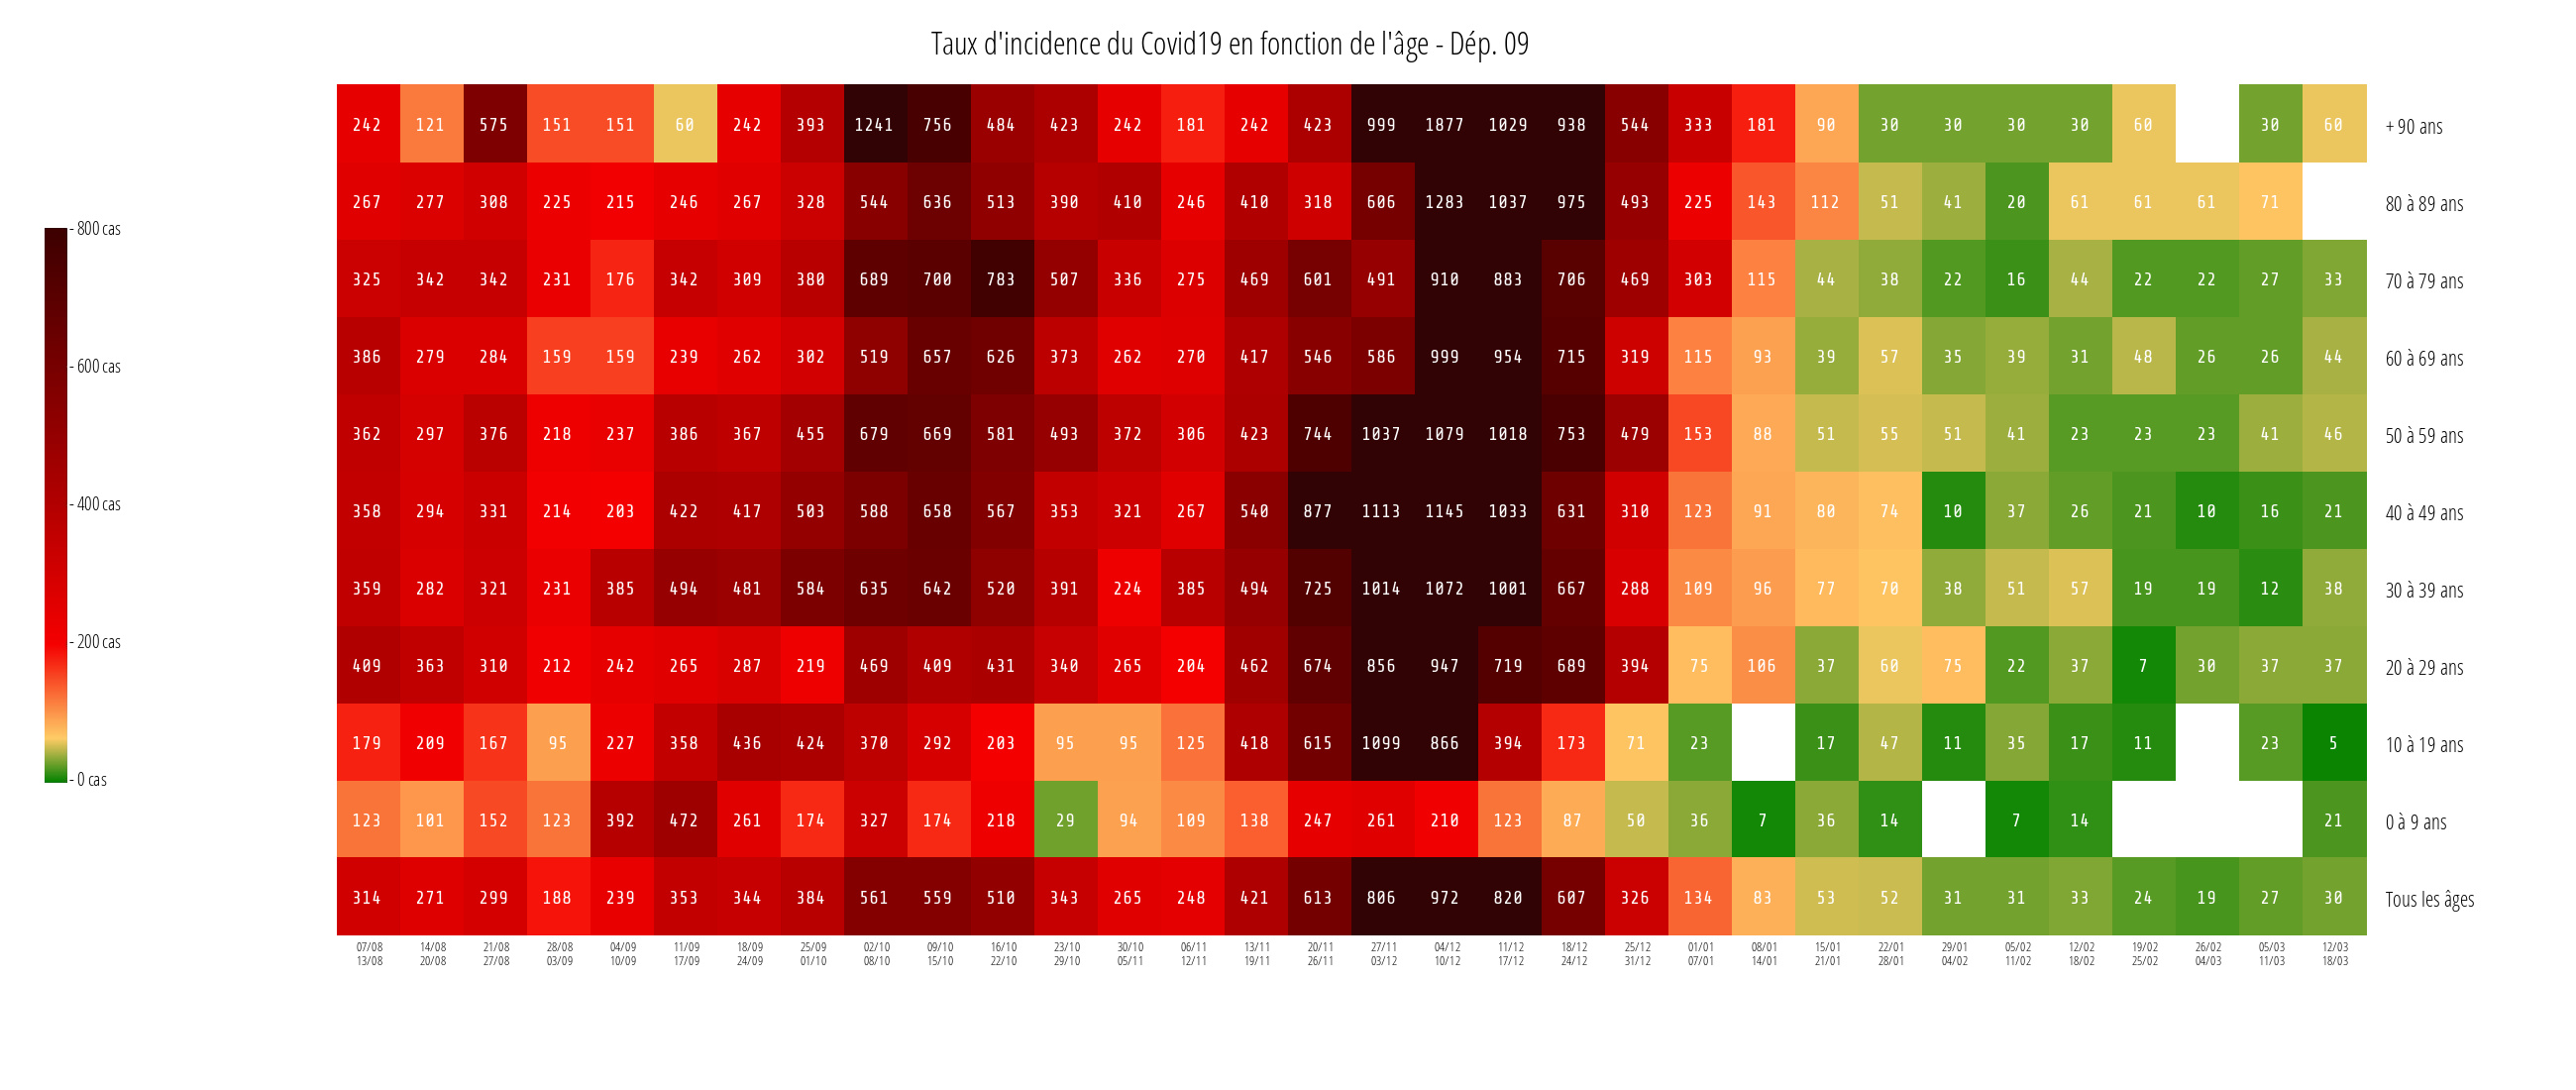 Taux d'incidence du Covid19 en fonction de l'âge - Dép. 09
- 800 cas
- 600 cas
- 400 cas
- 200 cas
- 0 cas
242 121 575 151 151 60 242 393 1241 756 484 423 242 181 242 423 999 1877 1029 938 544 333 181 90 30 30 30 30 60 30 60 + 90 ans
267 277 308 225 215 246 267 328 544 636 513 390 410 246 410 318 606 1283 1037 975 493 225 143 112 51 41 20 61 61 61 71 80 à 89 ans
325 342 342 231 176 342 309 380 689 700 783 507 336 275 469 601 491 910 883 706 469 303 115 44 38 22 16 44 22 22 27 33 70 à 79 ans
386 279 284 159 159 239 262 302 519 657 626 373 262 270 417 546 586 999 954 715 319 115 93 39 57 35 39 31 48 26 26 44 60 à 69 ans
362 297 376 218 237 386 367 455 679 669 581 493 372 306 423 744 1037 1079 1018 753 479 153 88 51 55 51 41 23 23 23 41 46 50 à 59 ans
358 294 331 214 203 422 417 503 588 658 567 353 321 267 540 877 1113 1145 1033 631 310 123 91 80 74 10 37 26 21 10 16 21 40 à 49 ans
359 282 321 231 385 494 481 584 635 642 520 391 224 385 494 725 1014 1072 1001 667 288 109 96 77 70 38 51 57 19 19 12 38 30 à 39 ans
409 363 310 212 242 265 287 219 469 409 431 340 265 204 462 674 856 947 719 689 394 75 106 37 60 75 22 37 7 30 37 37 20 à 29 ans
179 209 167 95 227 358 436 424 370 292 203 95 95 125 418 615 1099 866 394 173 71 23 17 47 11 35 17 11 23 5 10 à 19 ans
123 101 152 123 392 472 261 174 327 174 218 29 94 109 138 247 261 210 123 87 50 36 7 36 14 7 14 21 0 à 9 ans
314 271 299 188 239 353 344 384 561 559 510 343 265 248 421 613 806 972 820 607 326 134 83 53 52 31 31 33 24 19 27 30 Tous les âges
07/08 14/08 21/08 28/08 04/09 11/09 18/09 25/09 02/10 09/10 16/10 23/10 30/10 06/11 13/11 20/11 27/11 04/12 11/12 18/12 25/12 01/01 08/01 15/01 22/01 29/01 05/02 12/02 19/02 26/02 05/03 12/03
13/08 20/08 27/08 03/09 10/09 17/09 24/09 01/10 08/10 15/10 22/10 29/10 05/11 12/11 19/11 26/11 03/12 10/12 17/12 24/12 31/12 07/01 14/01 21/01 28/01 04/02 11/02 18/02 25/02 04/03 11/03 18/03